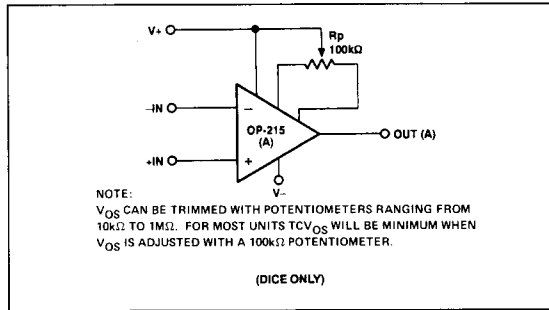 V+
Rp
100kΩ
–IN
–
OP-215
(A)
OUT (A)
+IN
+
V–
NOTE:
VOS CAN BE TRIMMED WITH POTENTIOMETERS RANGING FROM
10kΩ TO 1MΩ. FOR MOST UNITS TCVOS WILL BE MINIMUM WHEN
VOS IS ADJUSTED WITH A 100kΩ POTENTIOMETER.
(DICE ONLY)